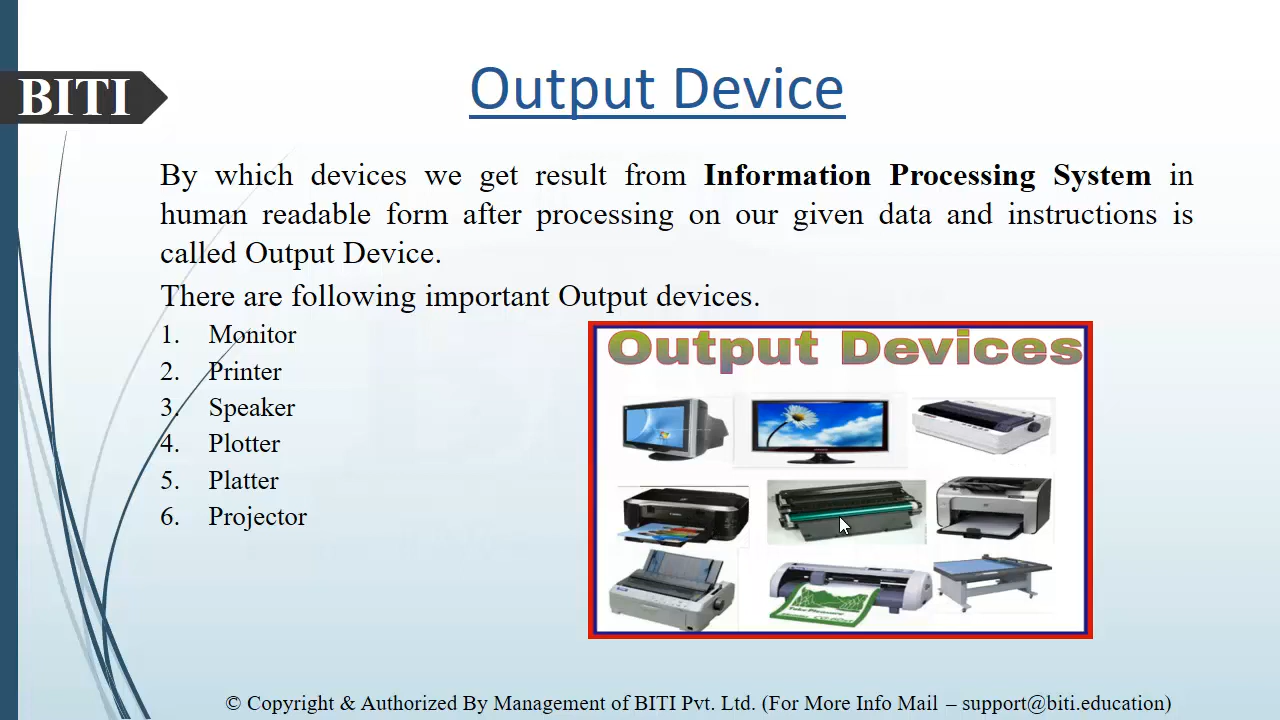 BITI
Output Device
By which devices we get result from Information Processing System in
human readable form after processing on our given data and instructions is
called Output Device.
There are following important Output devices.
1. Monitor
2. Printer
3. Speaker
4. Plotter
5. Platter
6. Projector
Output Devices
Take Pleasure
© Copyright & Authorized By Management of BITI Pvt. Ltd. (For More Info Mail – support@biti.education)